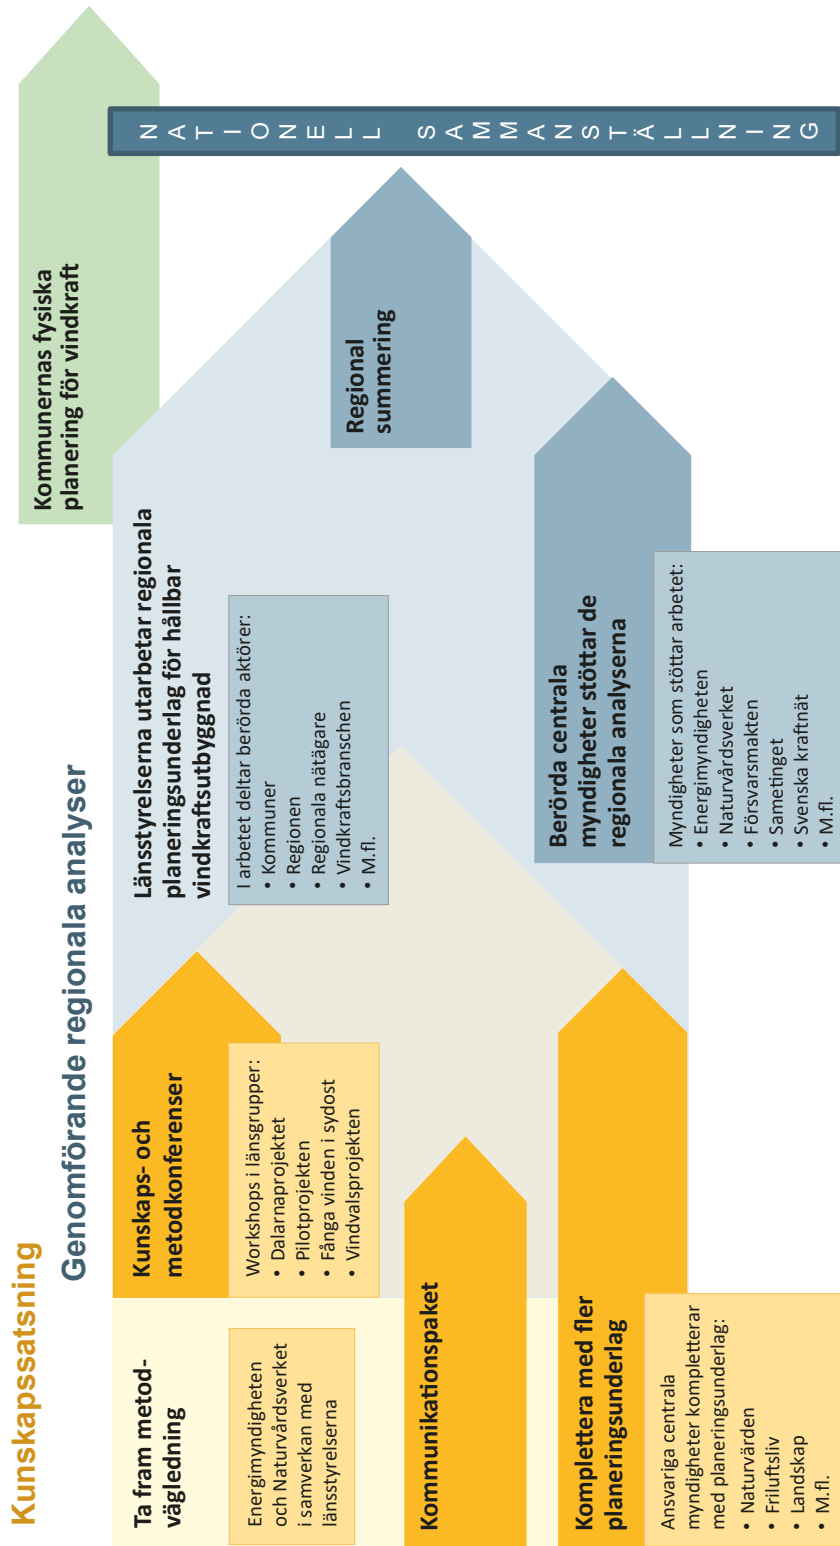 Kunskapssatsning
Genomförande regionala analyser
Ta fram metod-
vägledning
Energimyndigheten
och Naturvårdsverket
i samverkan med
länsstyrelserna
Kommunikationspaket
Komplettera med fler
planeringsunderlag
Ansvariga centrala
myndigheter kompletterar
med planeringsunderlag:
• Naturvärden
• Friluftsliv
• Landskap
• M.fl.
Kunskaps- och
metodkonferenser
Workshops i länsgrupper:
• Dalarnaprojektet
• Pilotprojekten
• Fånga vinden i sydost
• Vindvalsprojekten
Länsstyrelserna utarbetar regionala
planeringsunderlag för hållbar
vindkraftsutbyggnad
I arbetet deltar berörda aktörer:
• Kommuner
• Regionen
• Regionala nätägare
• Vindkraftsbranschen
• M.fl.
Berörda centrala
myndigheter stöttar de
regionala analyserna
Myndigheter som stöttar arbetet:
• Energimyndigheten
• Naturvårdsverket
• Försvarsmakten
• Sametinget
• Svenska kraftnät
• M.fl.
Regional
summering
Kommunernas fysiska
planering för vindkraft
NATIONELL SAMMANSTÄLLNING